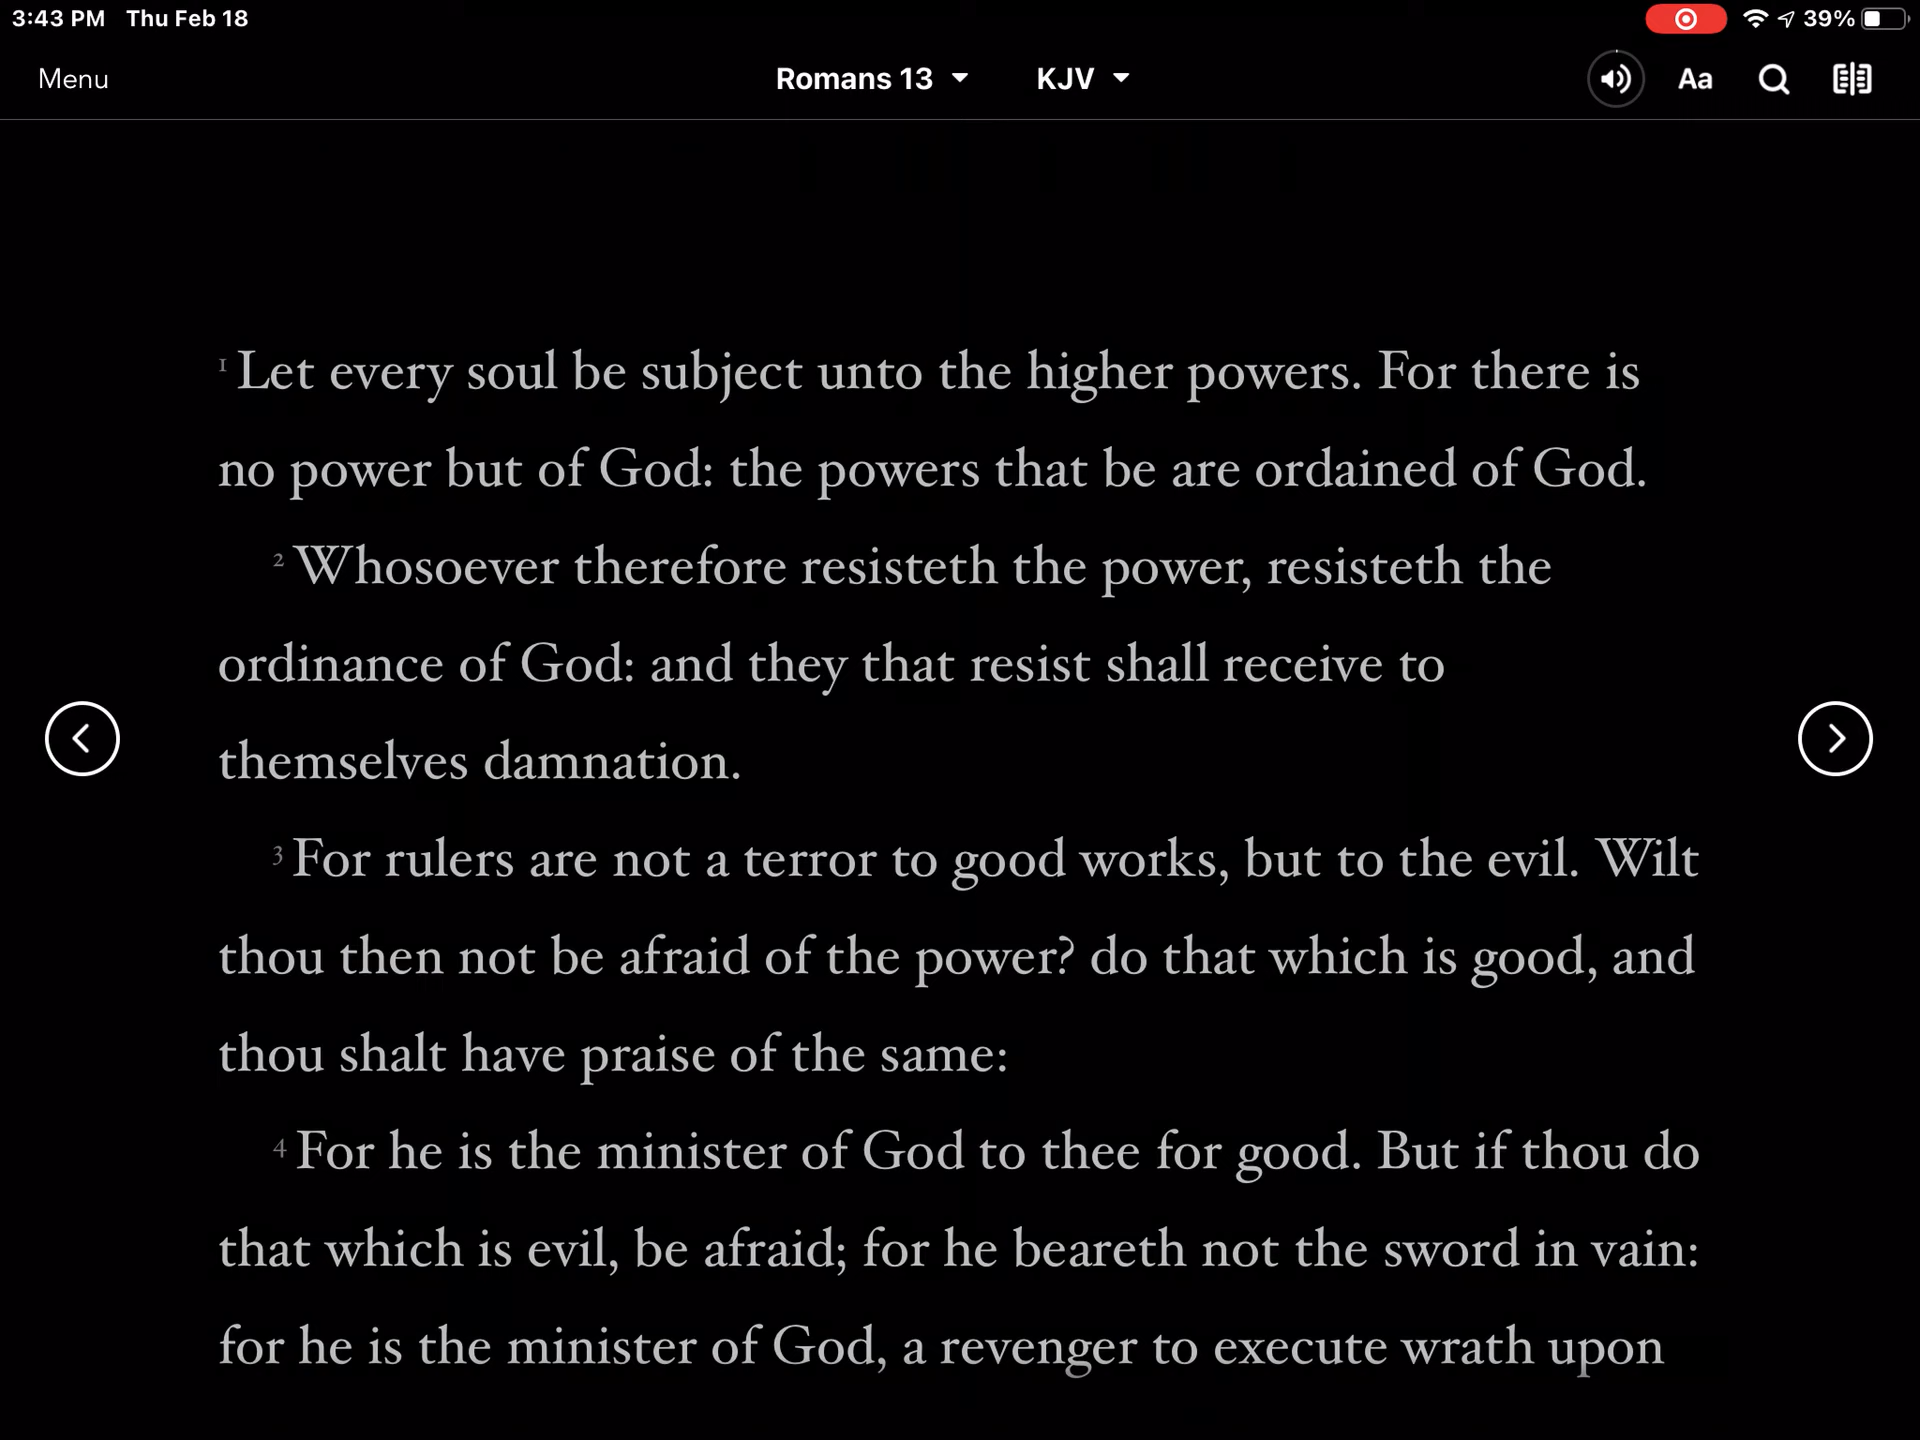 3:43 PM Thu Feb 18 39%
Menu Romans 13 KJV Aa
1 Let every soul be subject unto the higher powers. For there is
no power but of God: the powers that be are ordained of God.
2 Whosoever therefore resisteth the power, resisteth the
ordinance of God: and they that resist shall receive to
themselves damnation.
3 For rulers are not a terror to good works, but to the evil. Wilt
thou then not be afraid of the power? do that which is good, and
thou shalt have praise of the same:
4 For he is the minister of God to thee for good. But if thou do
that which is evil, be afraid; for he beareth not the sword in vain:
for he is the minister of God, a revenger to execute wrath upon